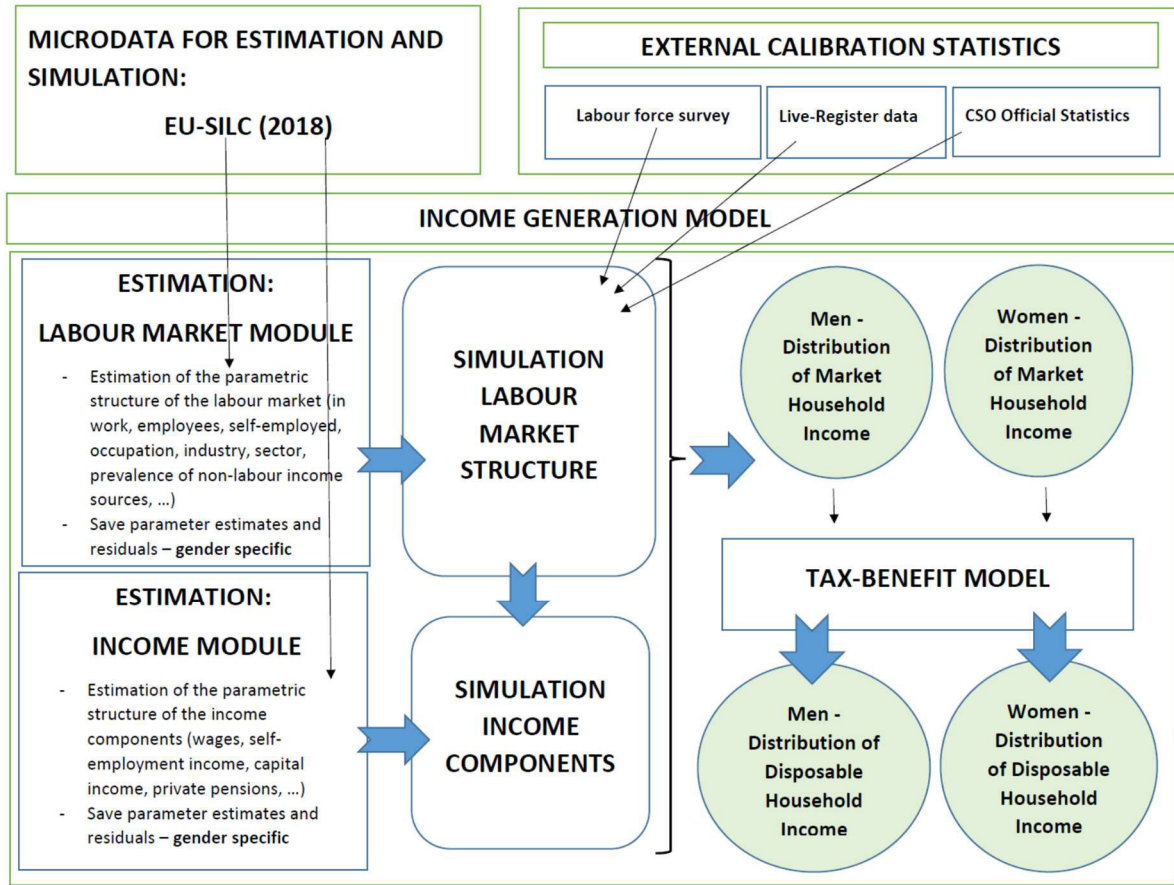 MICRODATA FOR ESTIMATION AND
SIMULATION:
EU-SILC (2018)
EXTERNAL CALIBRATION STATISTICS
Labour force survey
Live-Register data
CSO Official Statistics
INCOME GENERATION MODEL
ESTIMATION:
LABOUR MARKET MODULE
- Estimation of the parametric
structure of the labour market (in
work, employees, self-employed,
occupation, industry, sector,
prevalence of non-labour income
sources, ...)
- Save parameter estimates and
residuals – gender specific
ESTIMATION:
INCOME MODULE
- Estimation of the parametric
structure of the income
components (wages, self-
employment income, capital
income, private pensions, ...)
- Save parameter estimates and
residuals – gender specific
SIMULATION
LABOUR
MARKET
STRUCTURE
SIMULATION
INCOME
COMPONENTS
Men -
Distribution
of Market
Household
Income
Women -
Distribution
of Market
Household
Income
TAX-BENEFIT MODEL
Men -
Distribution of
Disposable
Household
Income
Women -
Distribution
of Disposable
Household
Income